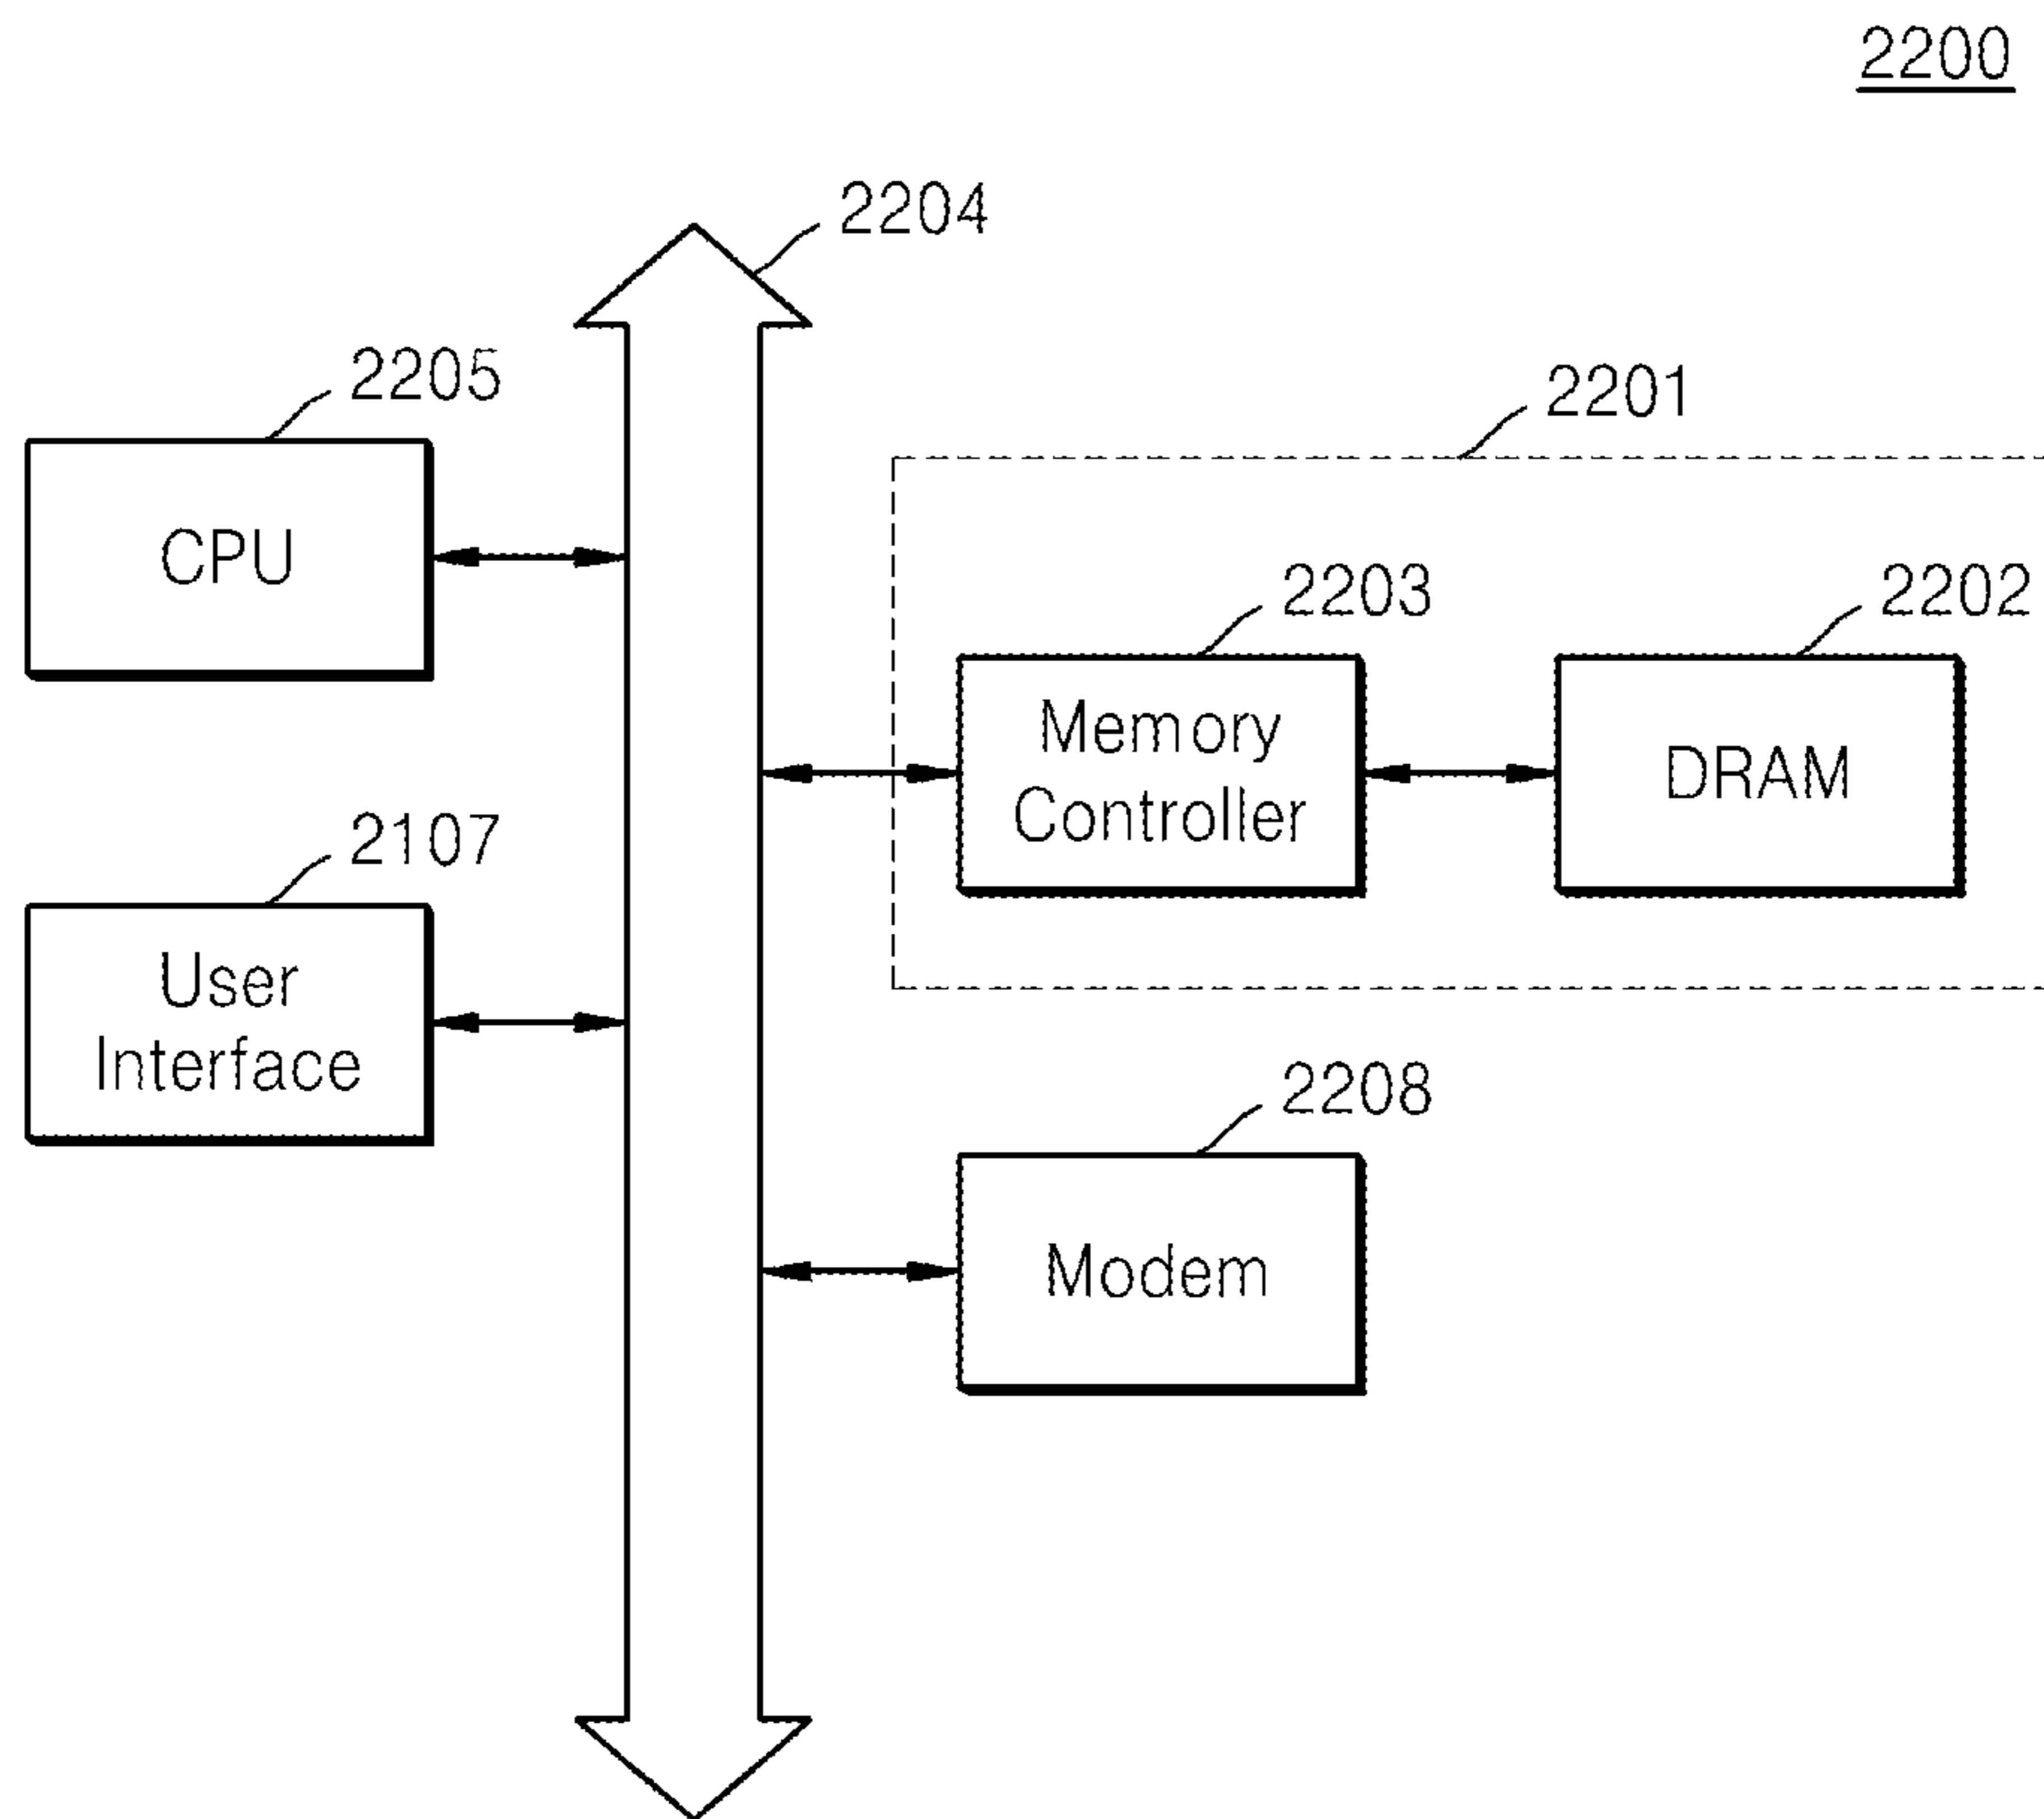 2200
2204
2205
CPU
2201
2203
Memory
Controller
2202
DRAM
2107
User
Interface
2208
Modem